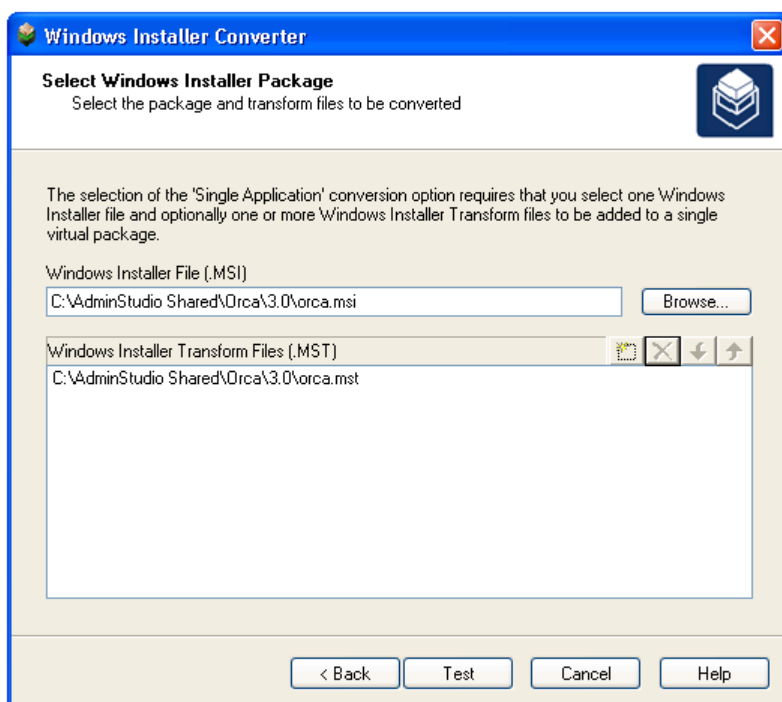 Windows Installer Converter
Select Windows Installer Package
Select the package and transform files to be converted
The selection of the 'Single Application' conversion option requires that you select one Windows
Installer file and optionally one or more Windows Installer Transform files to be added to a single
virtual package.
Windows Installer File (.MSI)
C:\AdminStudio Shared\Orca\3.0\orca.msi
Browse...
Windows Installer Transform Files (.MST)
C:\AdminStudio Shared\Orca\3.0\orca.mst
< Back
Test
Cancel
Help